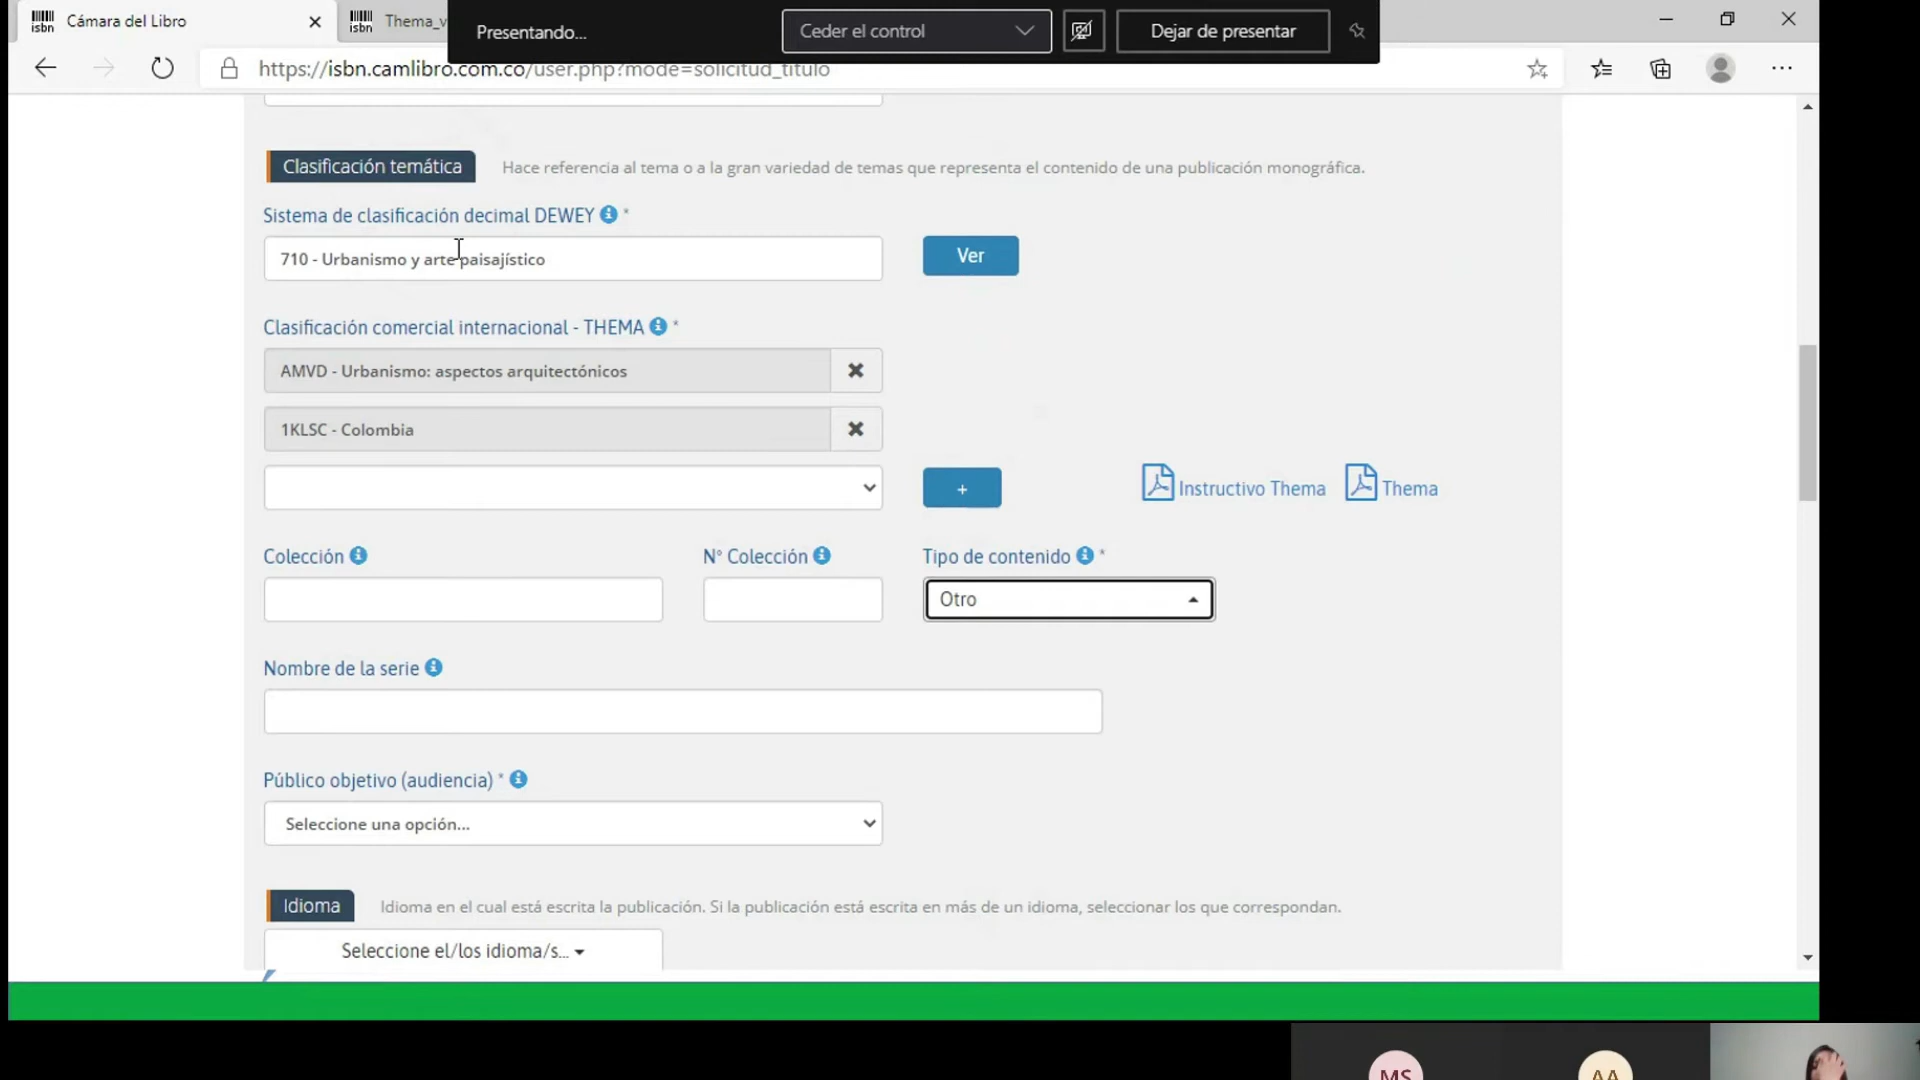 isbn
Cámara del Libro
isbn
Thema_v
Presentando...
Ceder el control
Dejar de presentar
https://isbn.camlibro.com.co/user.php?mode=solicitud_titulo
Clasificación temática
Hace referencia al tema o a la gran variedad de temas que representa el contenido de una publicación monográfica.
Sistema de clasificación decimal DEWEY *
710 - Urbanismo y arte paisajístico
Ver
Clasificación comercial internacional - THEMA *
AMVD - Urbanismo: aspectos arquitectónicos
1KLSC - Colombia
+
Instructivo Thema
Thema
Colección
N° Colección
Tipo de contenido *
Otro
Nombre de la serie
Público objetivo (audiencia) *
Seleccione una opción...
Idioma
Idioma en el cual está escrita la publicación. Si la publicación está escrita en más de un idioma, seleccionar los que correspondan.
Seleccione el/los idioma/s...
MS
AA